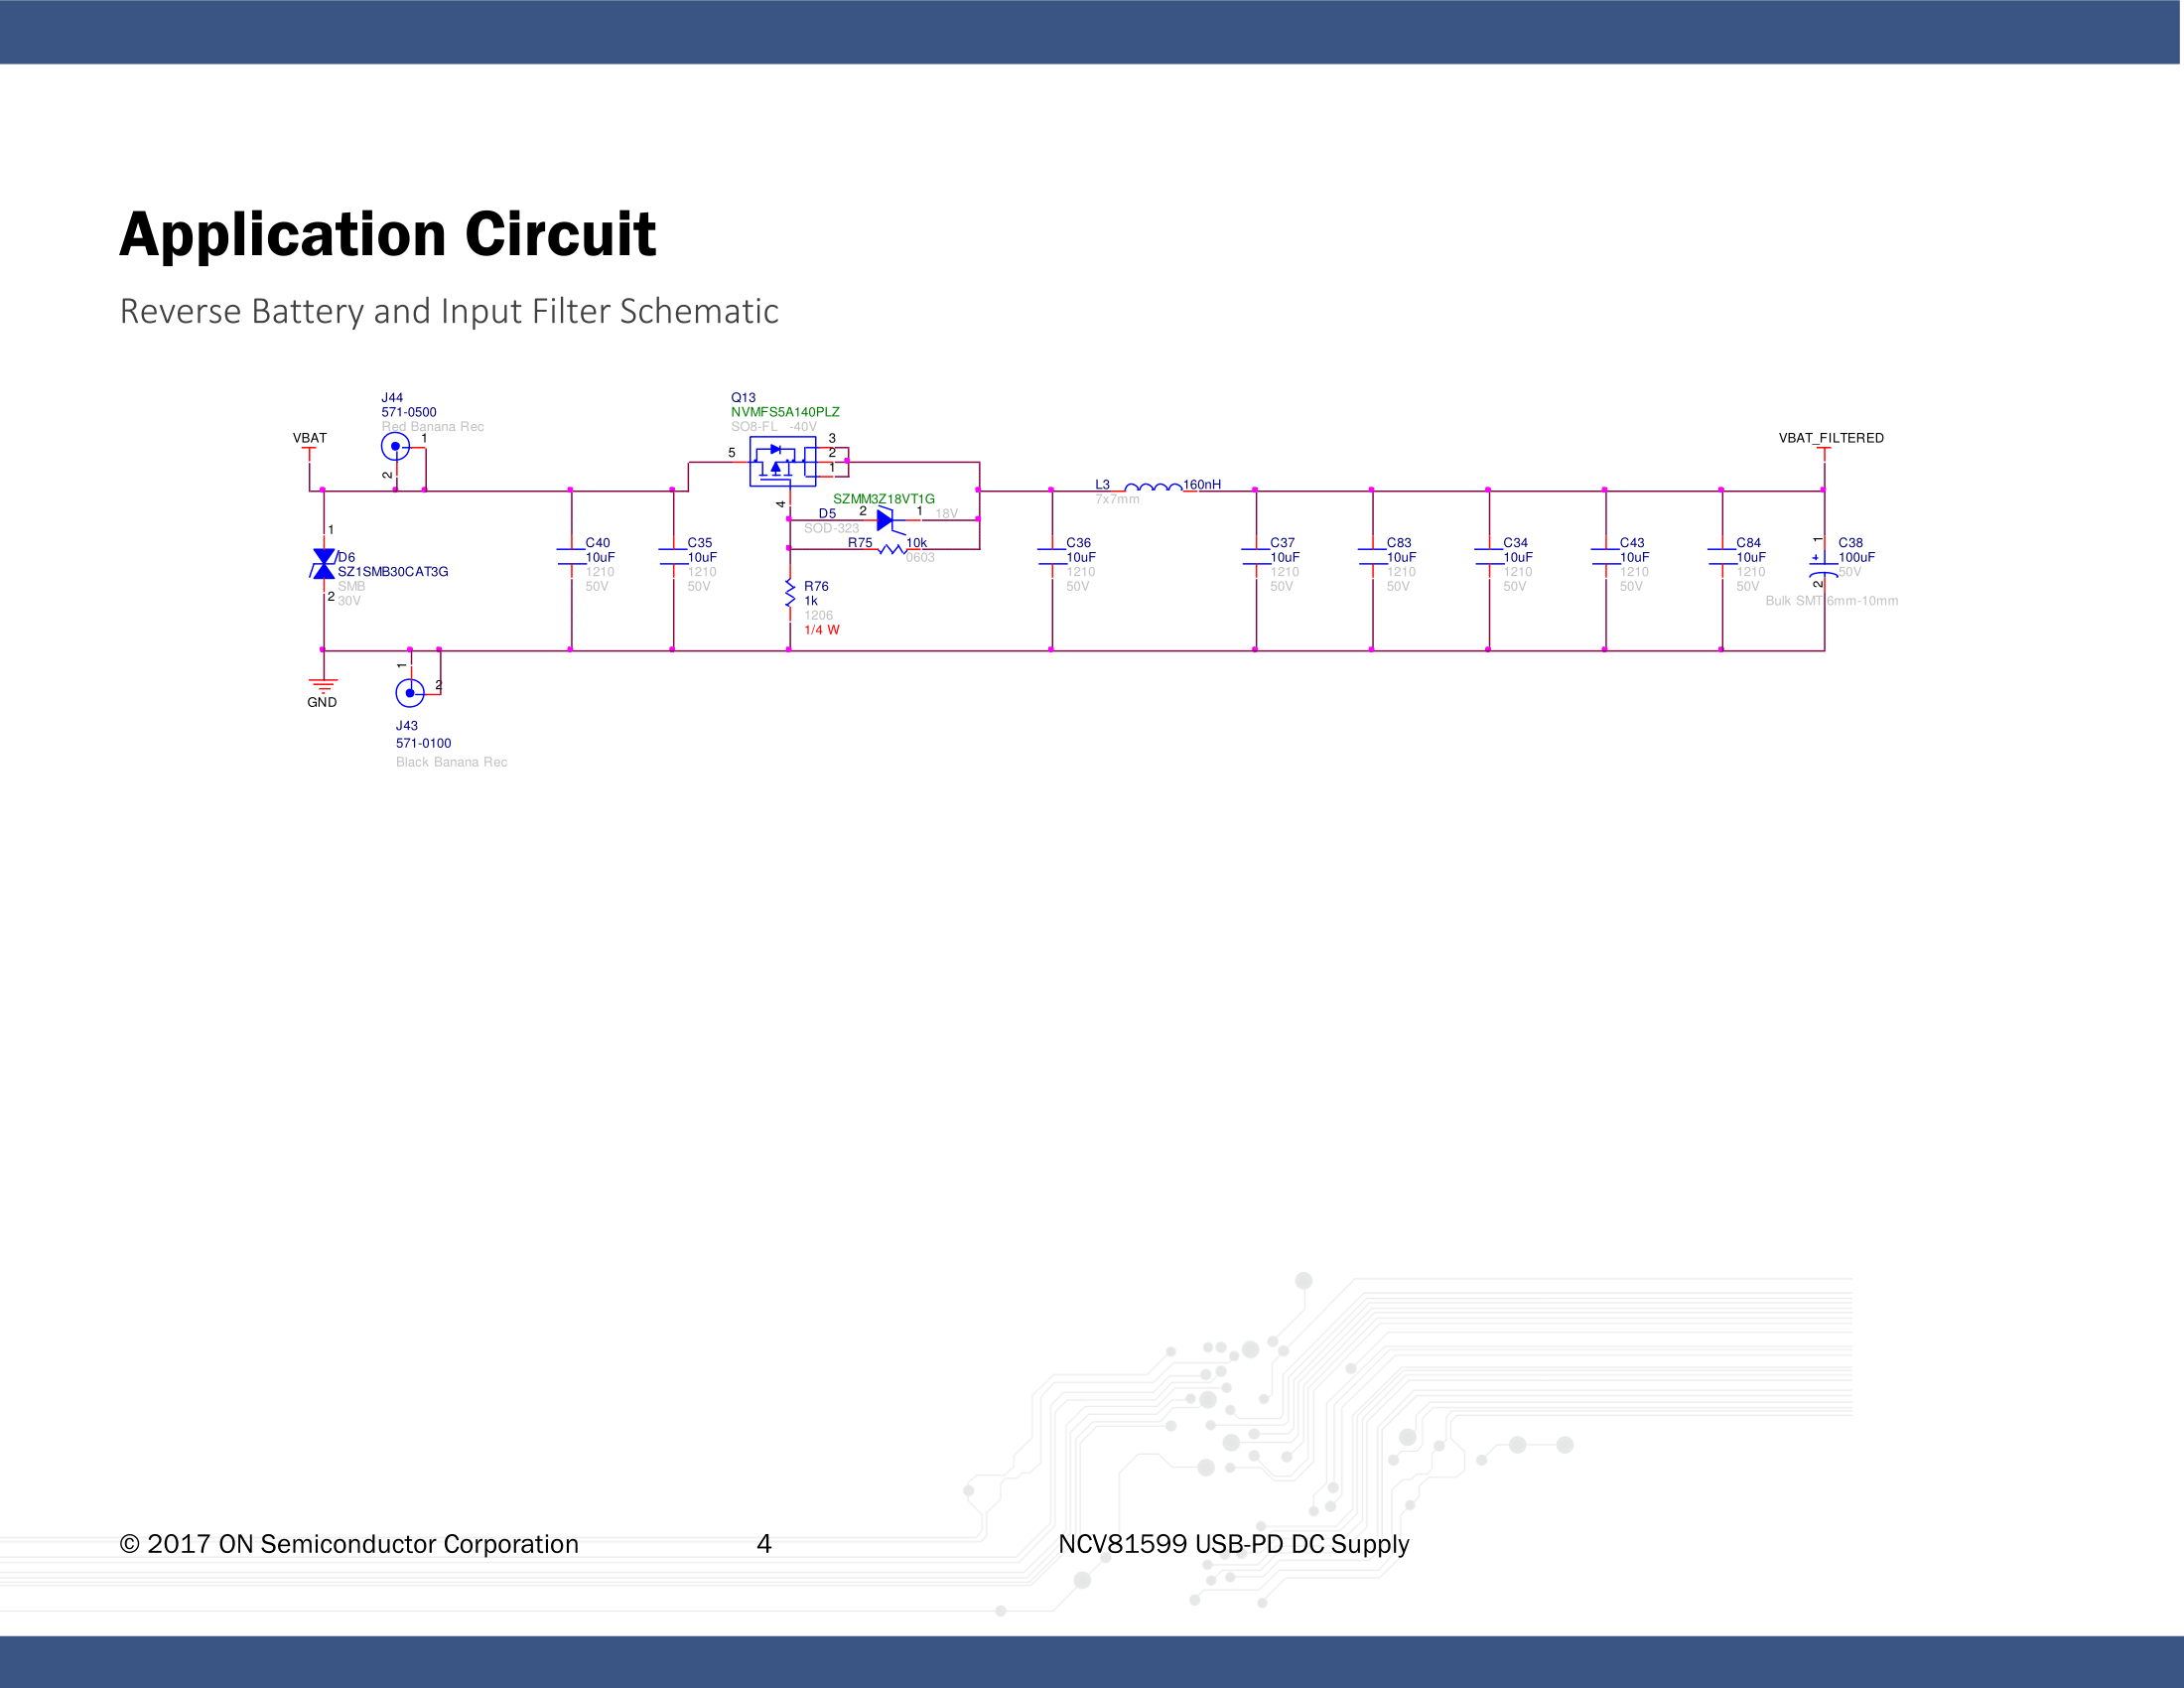 Application Circuit
Reverse Battery and Input Filter Schematic
J44
571-0500
Red Banana Rec
VBAT
1
2
Q13
NVMFS5A140PLZ
SO8-FL -40V
5
3
2
1
4
VBAT_FILTERED
SZMM3Z18VT1G
D5
2
1
18V
SOD-323
R75
10k
0603
L3
160nH
7x7mm
1
D6
SZ1SMB30CAT3G
SMB
30V
2
C40
10uF
1210
50V
C35
10uF
1210
50V
R76
1k
1206
1/4 W
C36
10uF
1210
50V
C37
10uF
1210
50V
C83
10uF
1210
50V
C34
10uF
1210
50V
C43
10uF
1210
50V
C84
10uF
1210
50V
1
+
C38
100uF
50V
2
Bulk SMT 6mm-10mm
GND
1
2
J43
571-0100
Black Banana Rec
© 2017 ON Semiconductor Corporation
4
NCV81599 USB-PD DC Supply